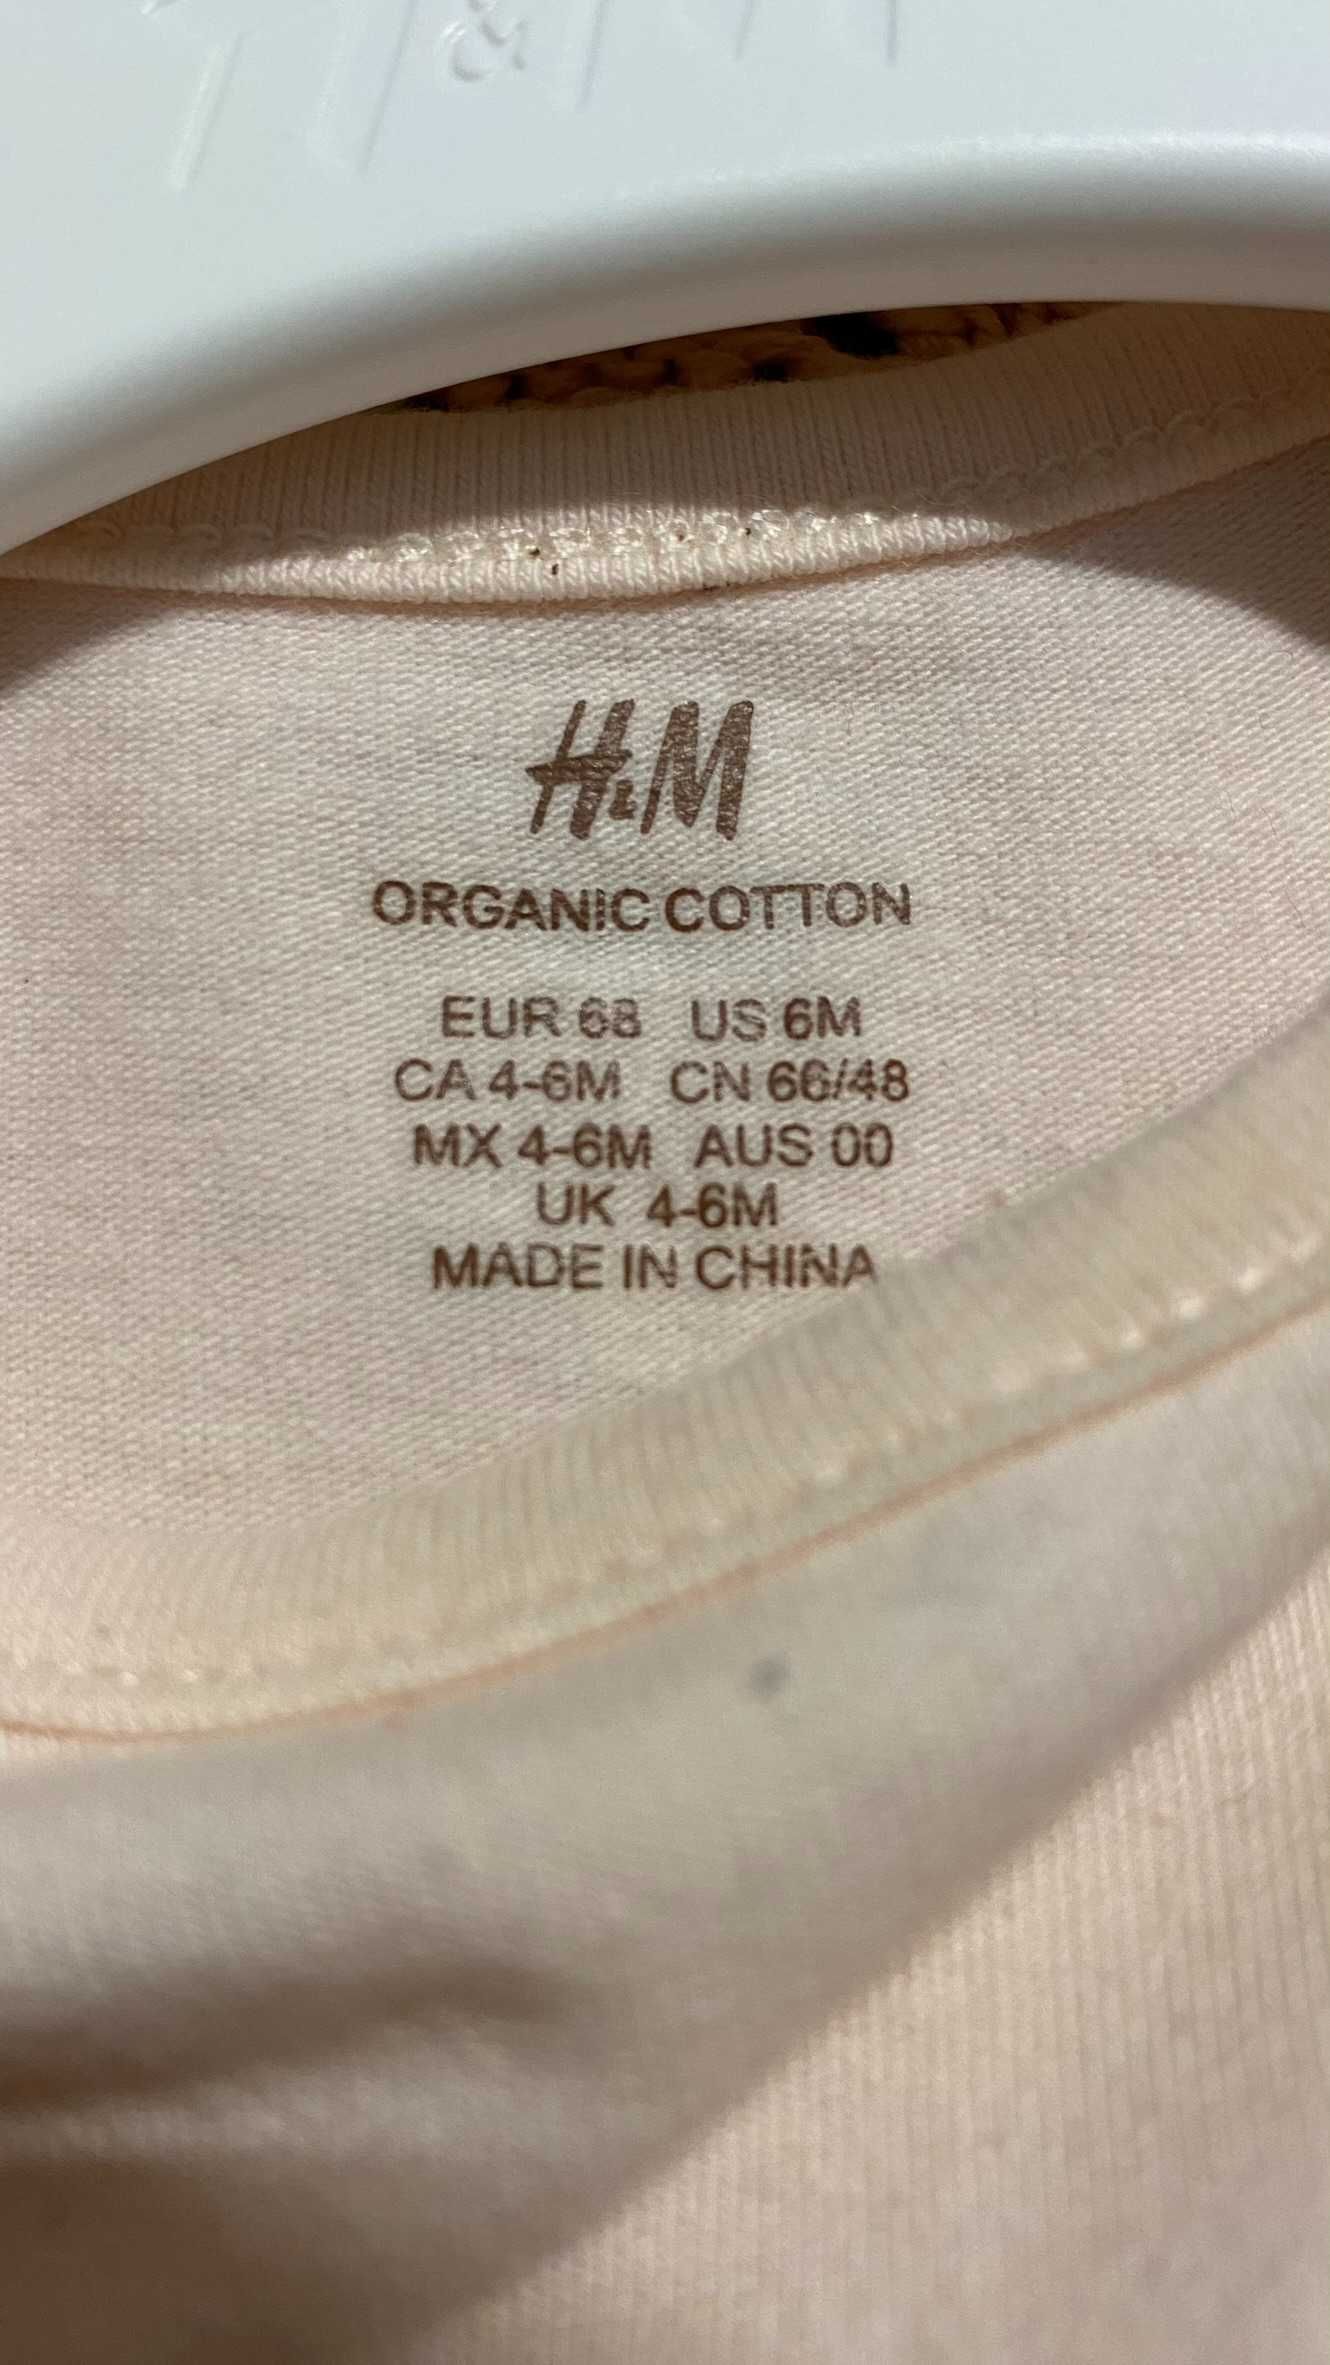 H&M
H&M
ORGANIC COTTON
EUR 68 US 6M
CA 4-6M CN 66/48
MX 4-6M AUS 00
UK 4-6M
MADE IN CHINA